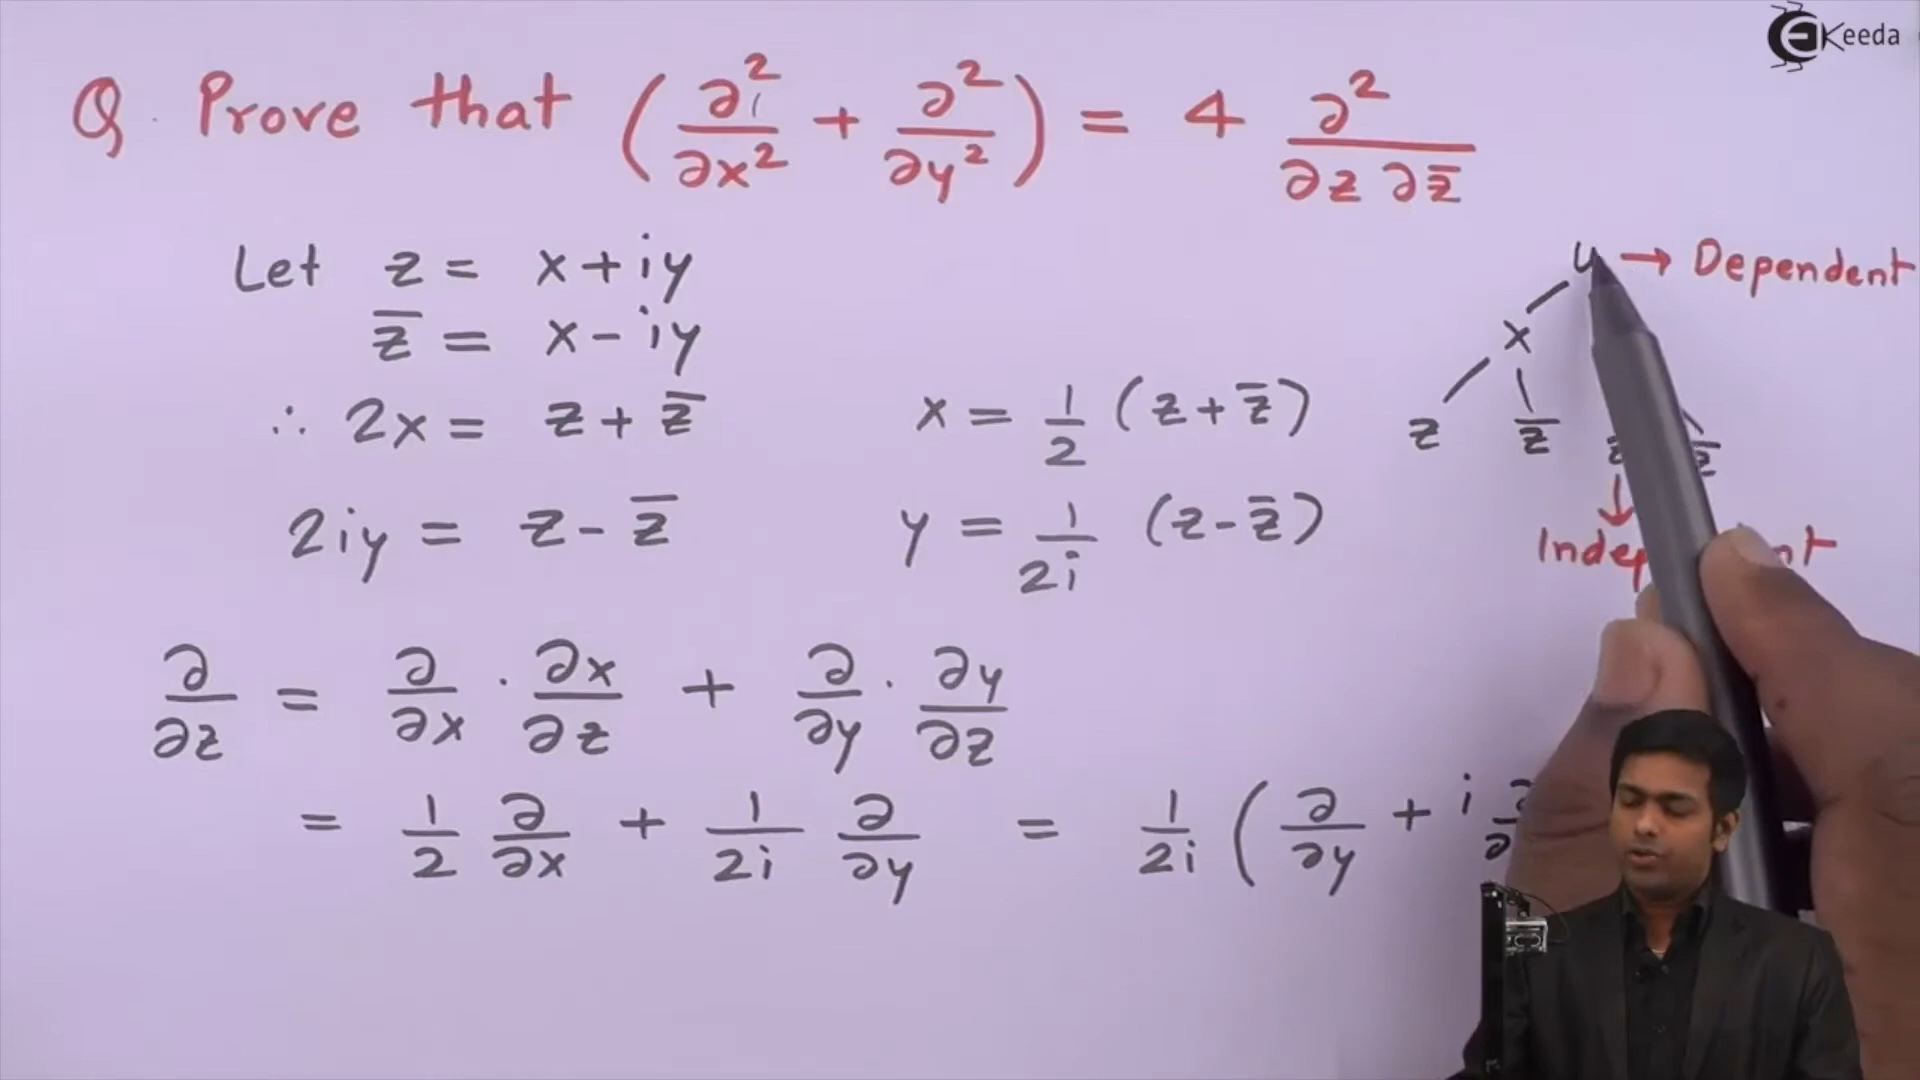 EKeeda
Q. Prove that (∂²/∂x² + ∂²/∂y²) = 4 ∂²/∂z ∂z̄
Let z = x + iy
z̄ = x - iy
∴ 2x = z + z̄
x = 1/2 (z + z̄)
2iy = z - z̄
y = 1/2i (z - z̄)
u → Dependent
x
z z̄
↓
∂/∂z = ∂/∂x · ∂x/∂z + ∂/∂y · ∂y/∂z
= 1/2 ∂/∂x + 1/2i ∂/∂y = 1/2i (∂/∂y + i